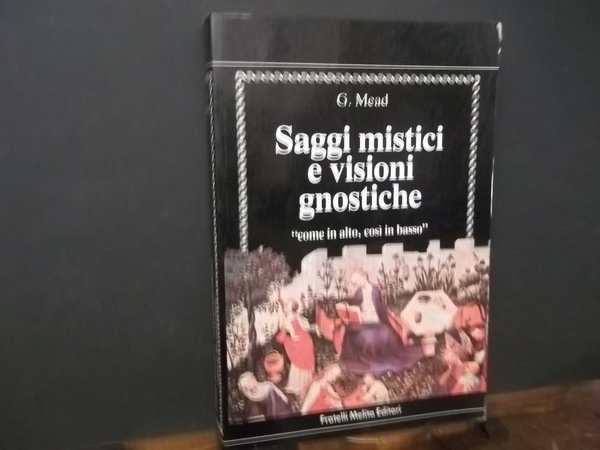 G. Mead
Saggi mistici
e visioni
gnostiche
“come in alto, così in basso”
Fratelli Melita Editori